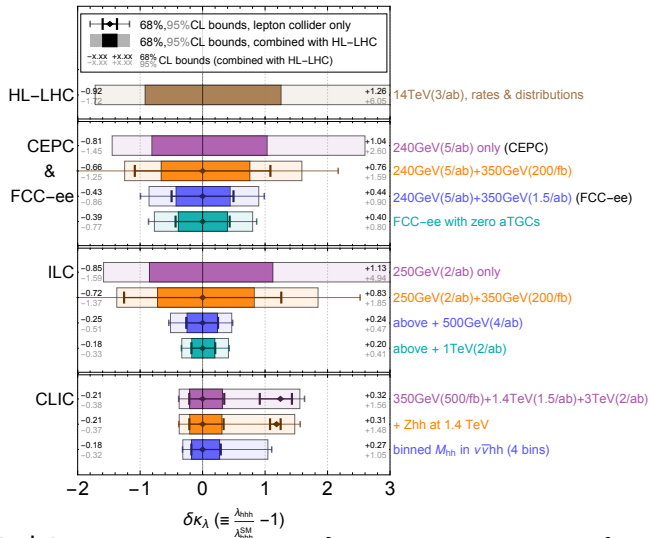 68%,95%CL bounds, lepton collider only
68%,95%CL bounds, combined with HL-LHC
-x.xx +x.xx 68%
-x.xx +x.xx 95% CL bounds (combined with HL-LHC)
HL-LHC
-0.92 +1.26
-1.72 +6.05
14TeV(3/ab), rates & distributions
CEPC
&
FCC-ee
-0.81 +1.04
-1.45 +2.60
240GeV(5/ab) only (CEPC)
-0.66 +0.76
-1.25 +1.59
240GeV(5/ab)+350GeV(200/fb)
-0.43 +0.44
-0.86 +0.90
240GeV(5/ab)+350GeV(1.5/ab) (FCC-ee)
-0.39 +0.40
-0.77 +0.80
FCC-ee with zero aTGCs
ILC
-0.85 +1.13
-1.59 +4.94
250GeV(2/ab) only
-0.72 +0.83
-1.37 +1.85
250GeV(2/ab)+350GeV(200/fb)
-0.25 +0.24
-0.51 +0.47
above + 500GeV(4/ab)
-0.18 +0.20
-0.33 +0.41
above + 1TeV(2/ab)
CLIC
-0.21 +0.32
-0.38 +1.56
350GeV(500/fb)+1.4TeV(1.5/ab)+3TeV(2/ab)
-0.21 +0.31
-0.37 +1.48
+ Zhh at 1.4 TeV
-0.18 +0.27
-0.32 +1.05
binned M_hh in νν̄hh (4 bins)
−2 −1 0 1 2 3
δκ_λ (≡ λ_hhh / λ_hhh^SM −1)